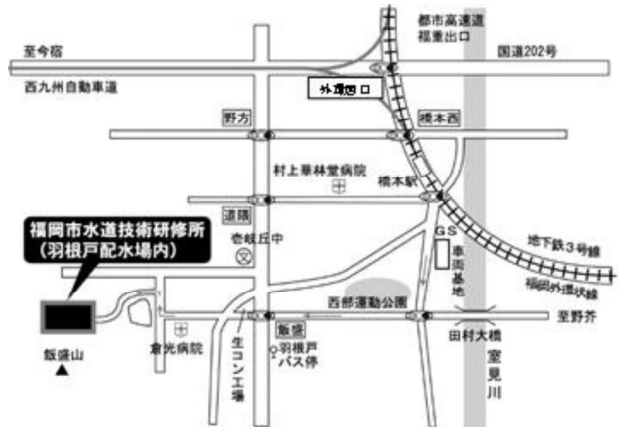 都市高速道
福重出口
至今宿
国道202号
西九州自動車道
外環西口
野方
橋本西
村上華林堂病院
橋本駅
道隈
福岡市水道技術研修所
(羽根戸配水場内)
壱岐丘中
GS
車両基地
地下鉄3号線
福岡外環状線
西部運動公園
飯盛
至野芥
田村大橋
室見川
倉光病院
生コン工場
羽根戸
バス停
飯盛山